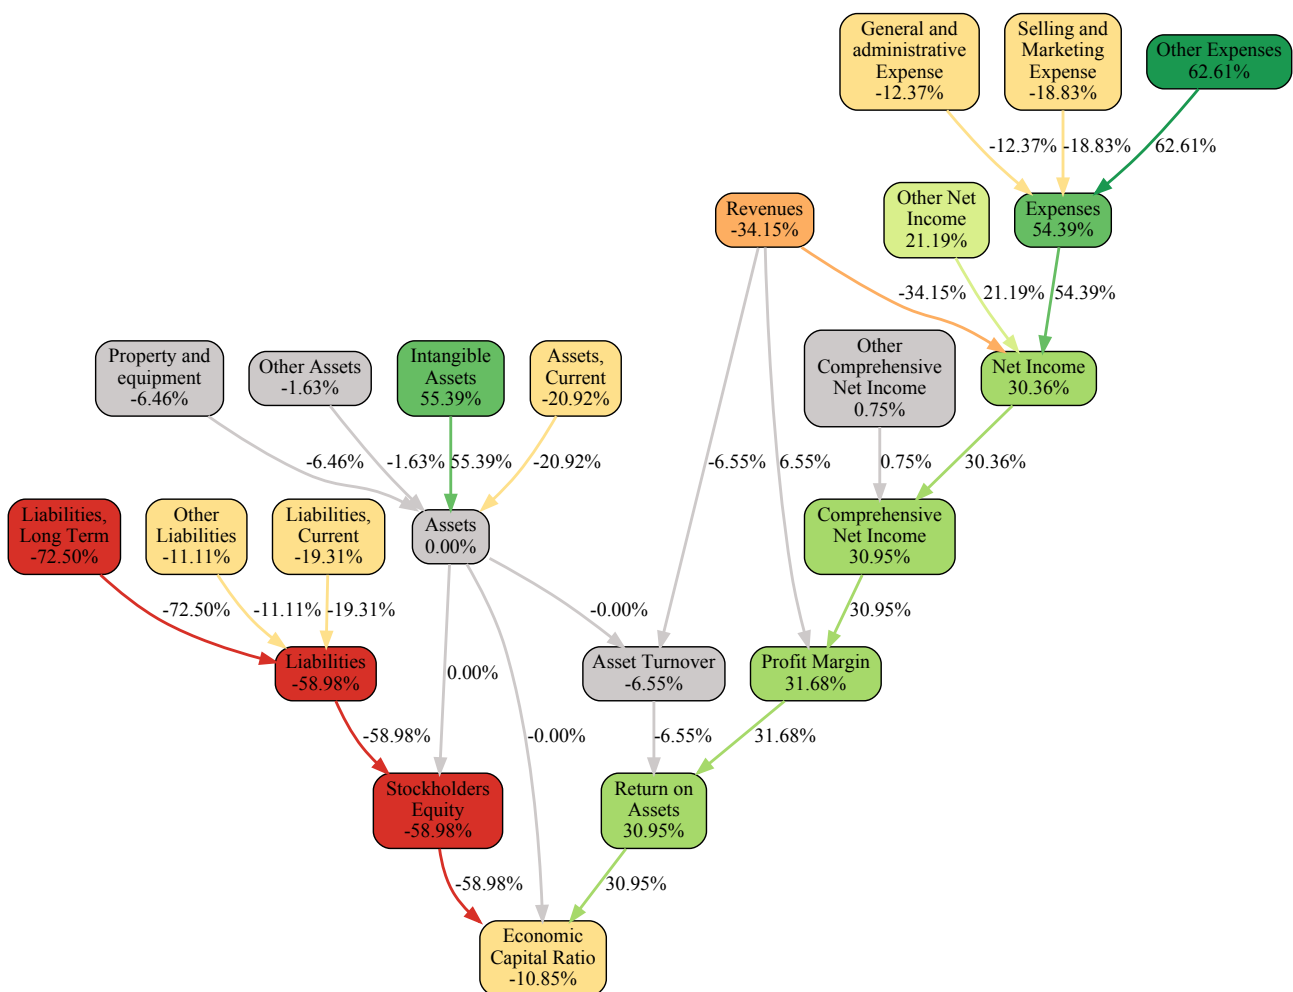 General and
administrative
Expense
-12.37%
Selling and
Marketing
Expense
-18.83%
Other Expenses
62.61%
-12.37%
-18.83%
62.61%
Revenues
-34.15%
Other Net
Income
21.19%
Expenses
54.39%
-34.15%
21.19%
54.39%
Property and
equipment
-6.46%
Other Assets
-1.63%
Intangible
Assets
55.39%
Assets,
Current
-20.92%
Other
Comprehensive
Net Income
0.75%
Net Income
30.36%
-6.46%
-1.63%
55.39%
-20.92%
-6.55%
6.55%
0.75%
30.36%
Liabilities,
Long Term
-72.50%
Other
Liabilities
-11.11%
Liabilities,
Current
-19.31%
Assets
0.00%
Comprehensive
Net Income
30.95%
-72.50%
-11.11%
-19.31%
-0.00%
30.95%
Liabilities
-58.98%
0.00%
Asset Turnover
-6.55%
Profit Margin
31.68%
-58.98%
-0.00%
-6.55%
31.68%
Stockholders
Equity
-58.98%
Return on
Assets
30.95%
-58.98%
30.95%
Economic
Capital Ratio
-10.85%